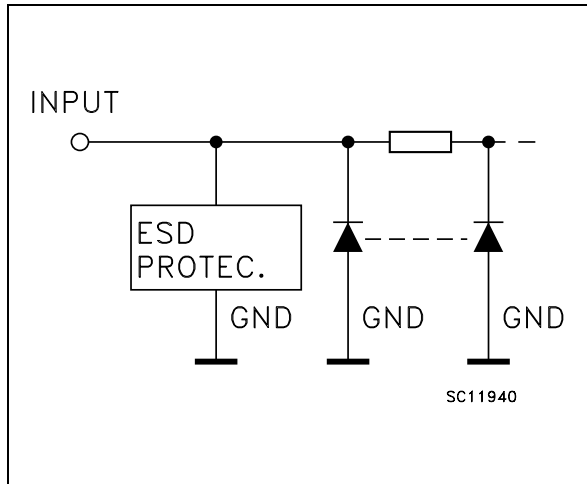 INPUT
ESD
PROTEC.
GND
GND
GND
SC11940